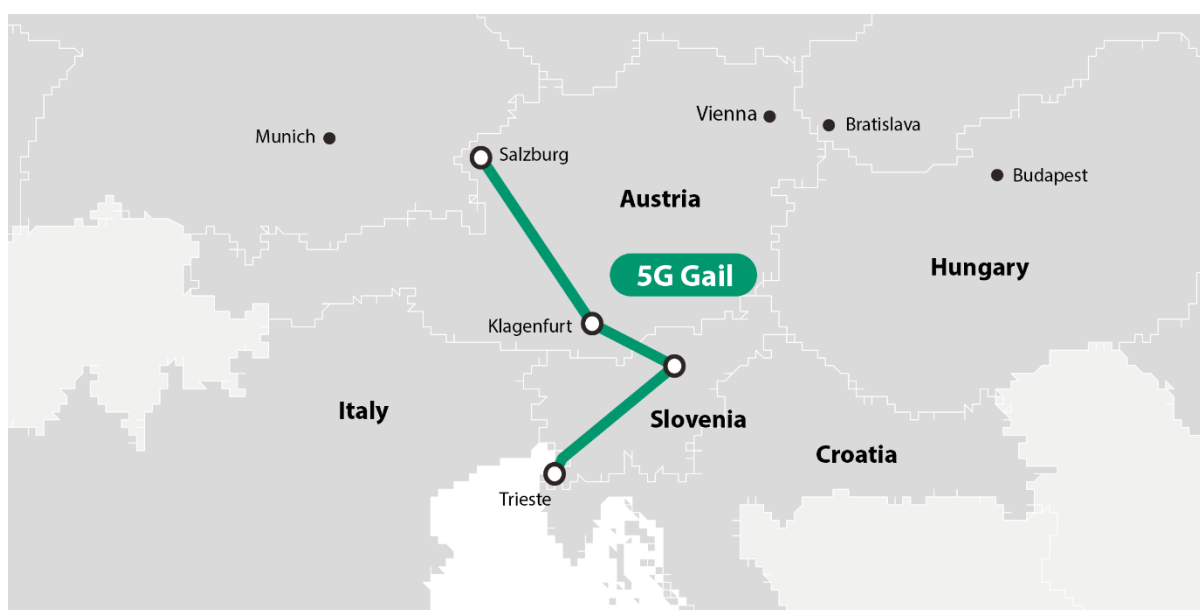 Vienna
Bratislava
Munich
Salzburg
Budapest
Austria
Hungary
5G Gail
Klagenfurt
Italy
Slovenia
Croatia
Trieste